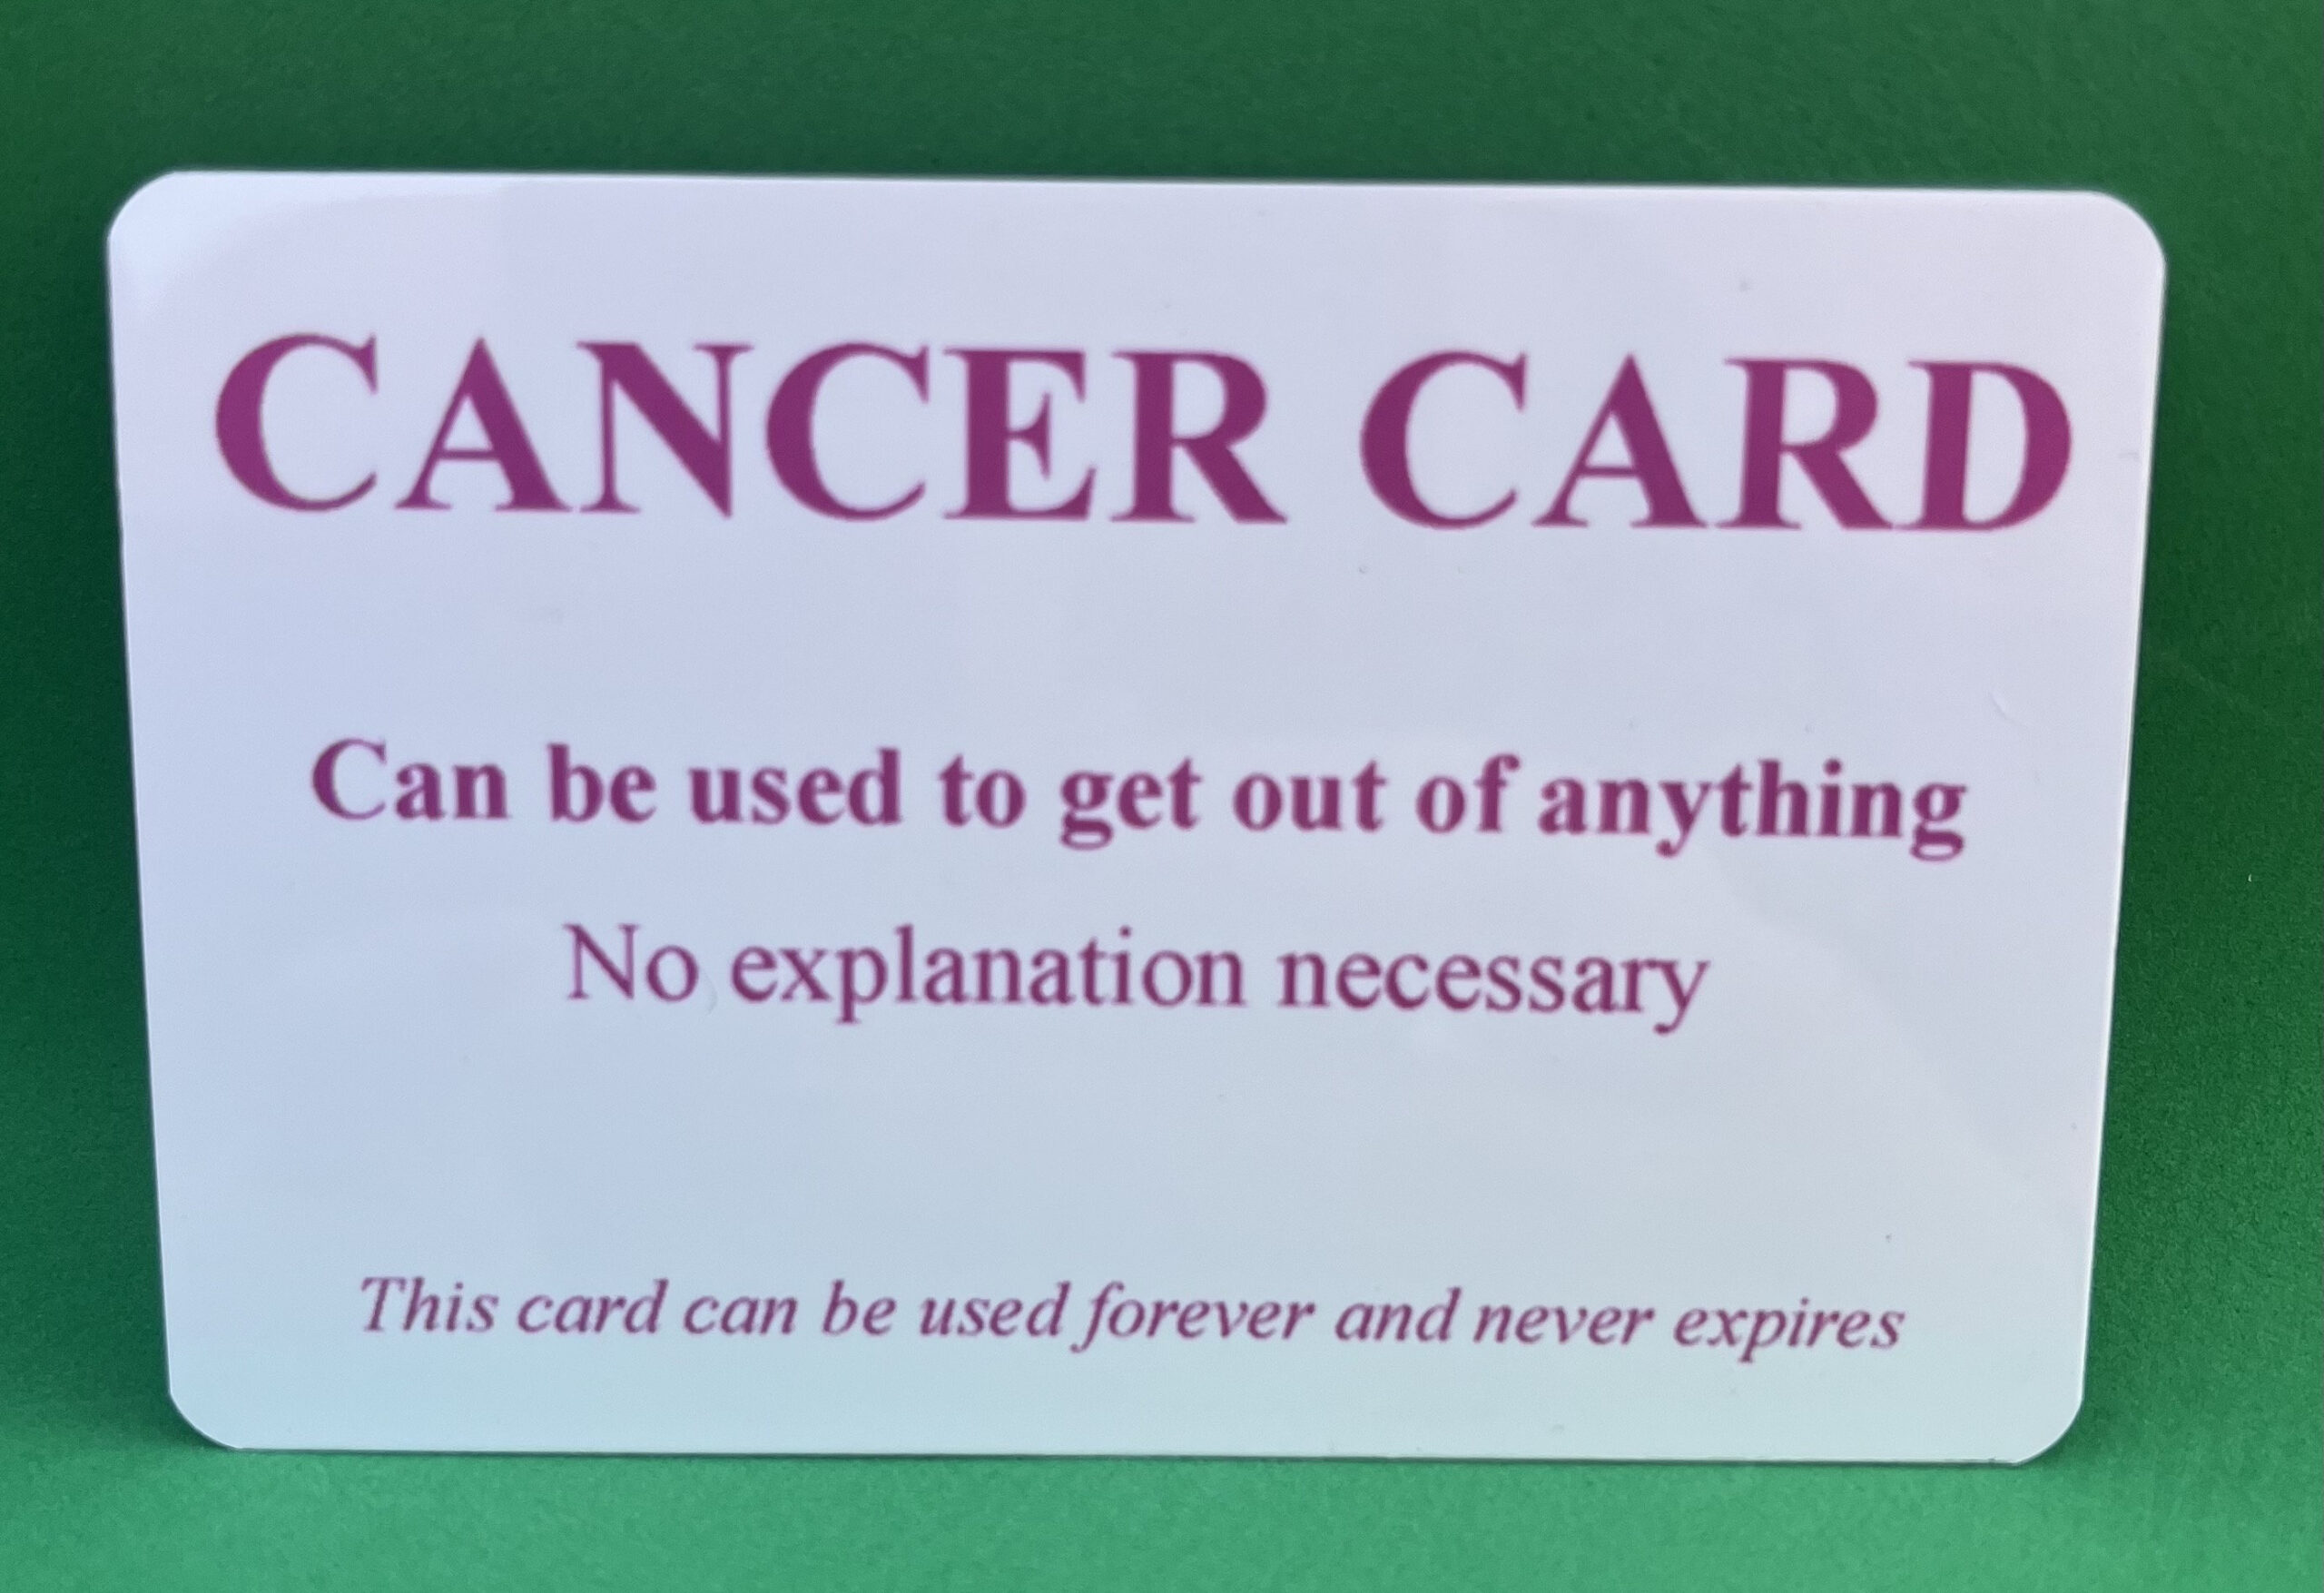 CANCER CARD
Can be used to get out of anything
No explanation necessary
This card can be used forever and never expires